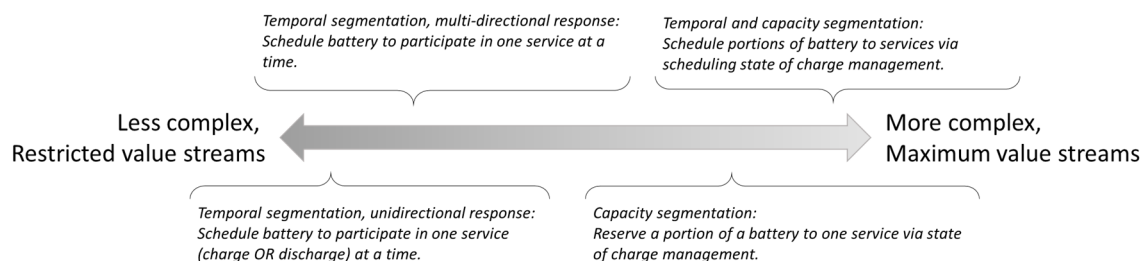 Temporal segmentation, multi-directional response:
Schedule battery to participate in one service at a
time.
Temporal and capacity segmentation:
Schedule portions of battery to services via
scheduling state of charge management.
Less complex,
Restricted value streams
More complex,
Maximum value streams
Temporal segmentation, unidirectional response:
Schedule battery to participate in one service
(charge OR discharge) at a time.
Capacity segmentation:
Reserve a portion of a battery to one service via state
of charge management.